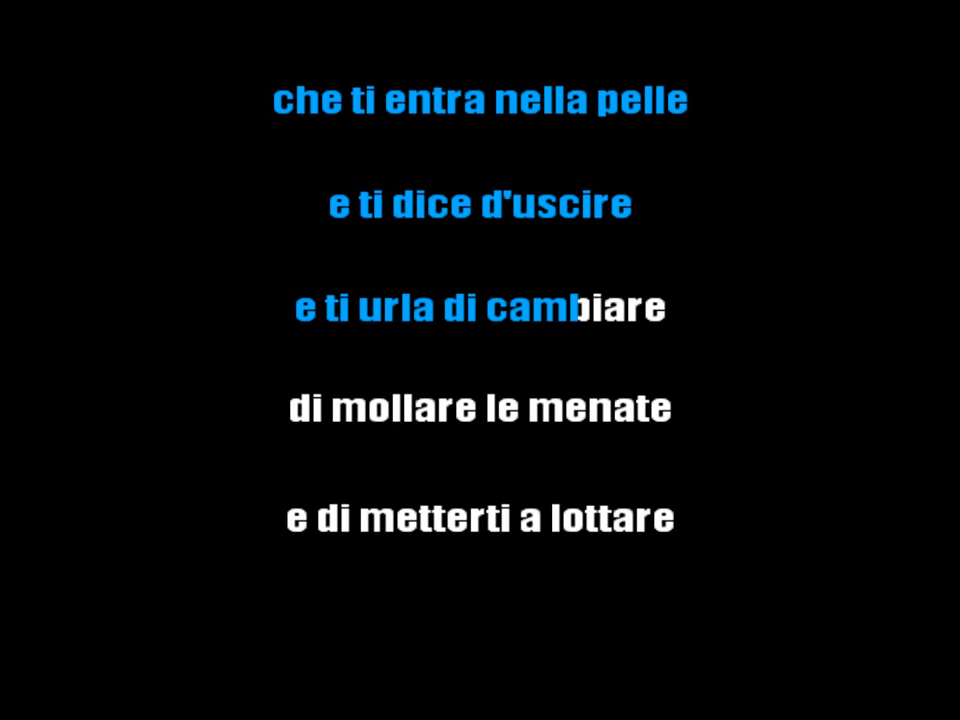 che ti entra nella pelle
e ti dice d'uscire
e ti urla di cambiare
di mollare le menate
e di metterti a lottare